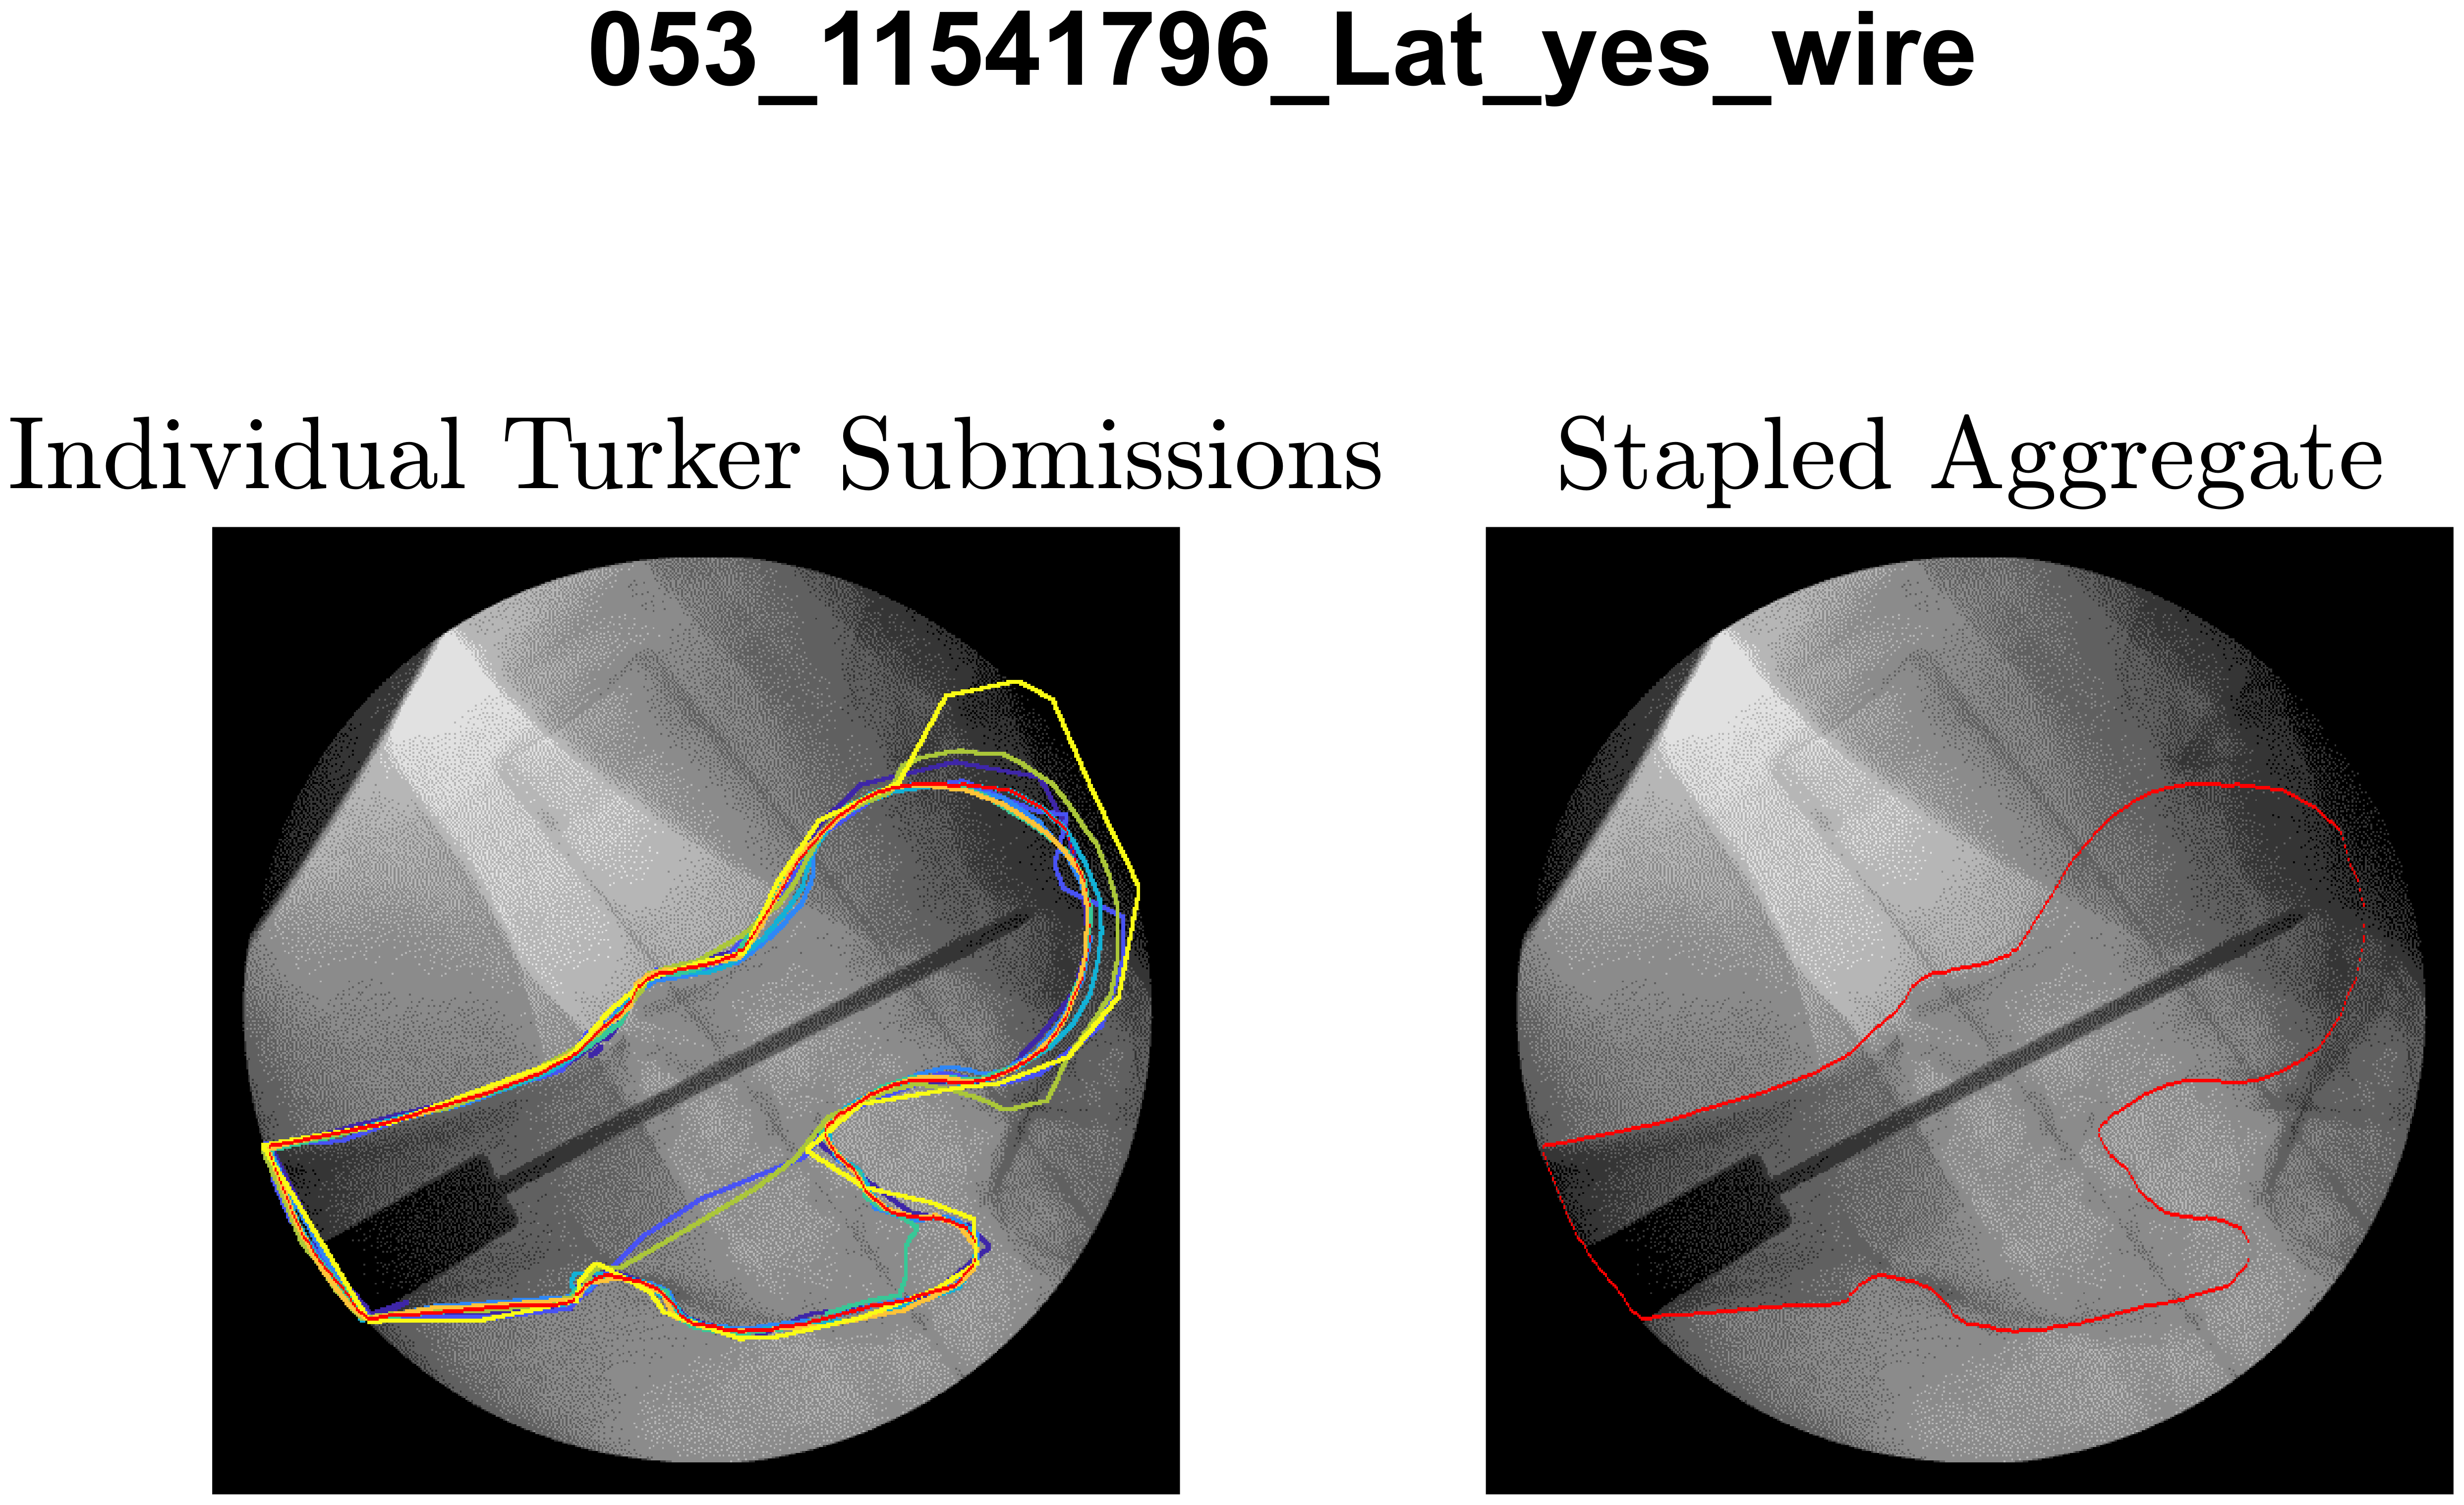 053_11541796_Lat_yes_wire
Individual Turker Submissions
Stapled Aggregate